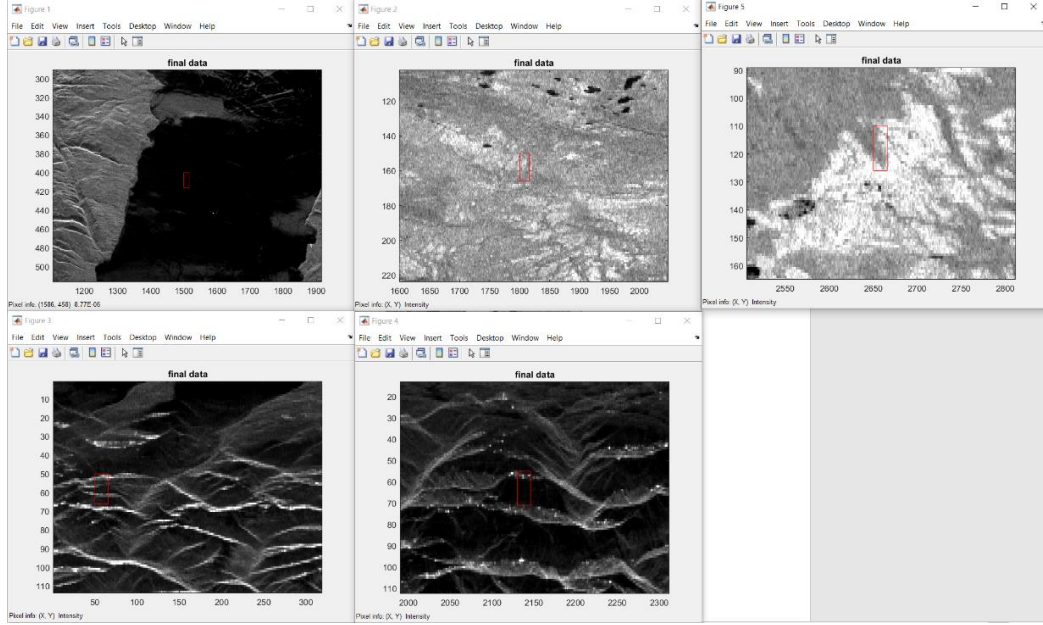 Figure 1
File Edit View Insert Tools Desktop Window Help
final data
300
320
340
360
380
400
420
440
460
480
500
1200 1300 1400 1500 1600 1700 1800 1900
Pixel info: (1586, 458) 8.77E-06
Figure 2
File Edit View Insert Tools Desktop Window Help
final data
120
140
160
180
200
220
1600 1650 1700 1750 1800 1850 1900 1950 2000
Pixel info: (X, Y) Intensity
Figure 5
File Edit View Insert Tools Desktop Window Help
final data
90
100
110
120
130
140
150
160
2550 2600 2650 2700 2750 2800
Pixel info: (X, Y) Intensity
Figure 3
File Edit View Insert Tools Desktop Window Help
final data
10
20
30
40
50
60
70
80
90
100
110
50 100 150 200 250 300
Pixel info: (X, Y) Intensity
Figure 4
File Edit View Insert Tools Desktop Window Help
final data
20
30
40
50
60
70
80
90
100
110
2000 2050 2100 2150 2200 2250 2300
Pixel info: (X, Y) Intensity